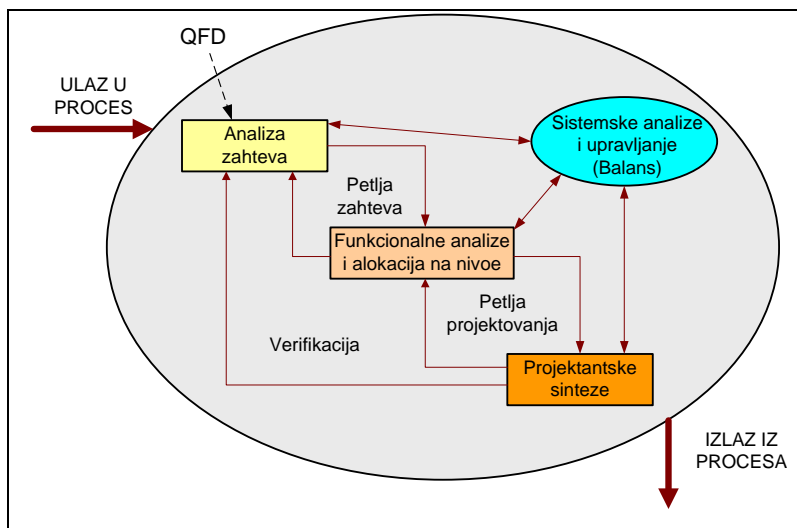 QFD
ULAZ U
PROCES
Analiza
zahteva
Sistemske analize
i upravljanje
(Balans)
Petlja
zahteva
Funkcionalne analize
i alokacija na nivoe
Petlja
projektovanja
Verifikacija
Projektantske
sinteze
IZLAZ IZ
PROCESA